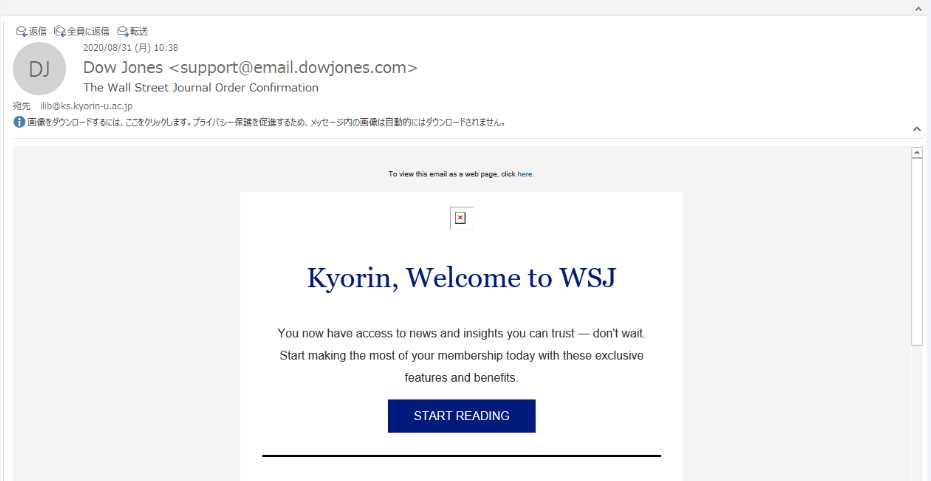 返信 全員に返信 転送
2020/08/31 (月) 10:38
DJ
Dow Jones <support@email.dowjones.com>
The Wall Street Journal Order Confirmation
宛先 ilib@ks.kyorin-u.ac.jp
画像をダウンロードするには、ここをクリックします。プライバシー保護を促進するため、メッセージ内の画像は自動的にはダウンロードされません。
To view this email as a web page, click here.
Kyorin, Welcome to WSJ
You now have access to news and insights you can trust — don't wait.
Start making the most of your membership today with these exclusive
features and benefits.
START READING